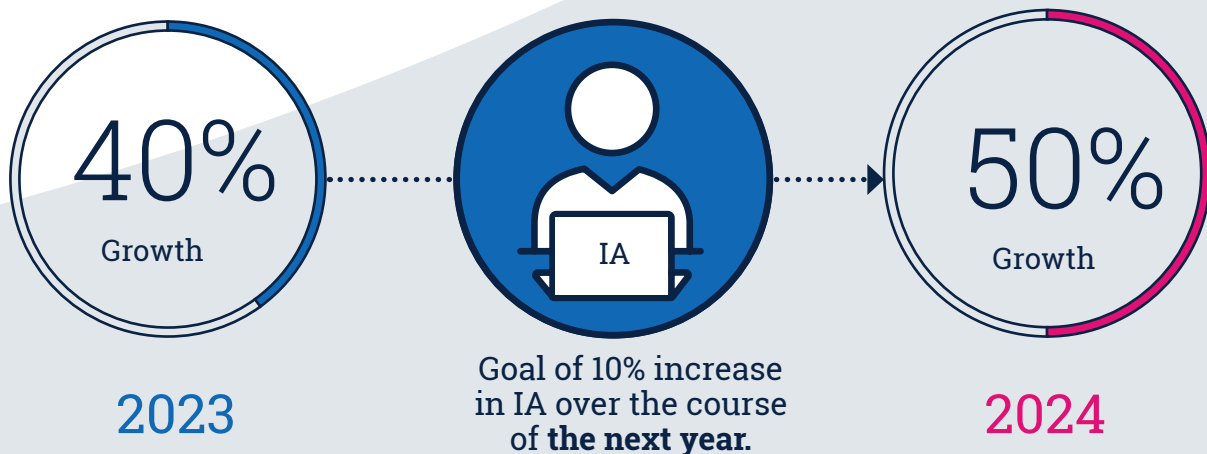 40%
Growth
2023
IA
Goal of 10% increase
in IA over the course
of the next year.
50%
Growth
2024